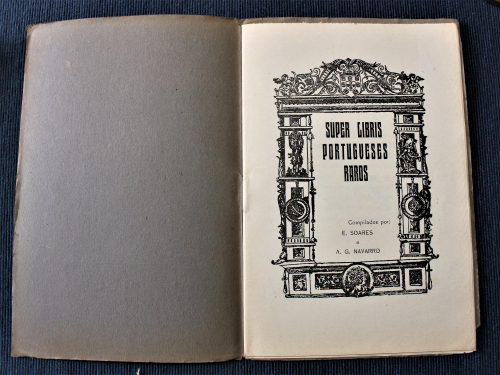 SUPER LIBRIS
PORTUGUESES
RAROS
Compilados por:
E. SOARES
e
A. G. NAVARRO